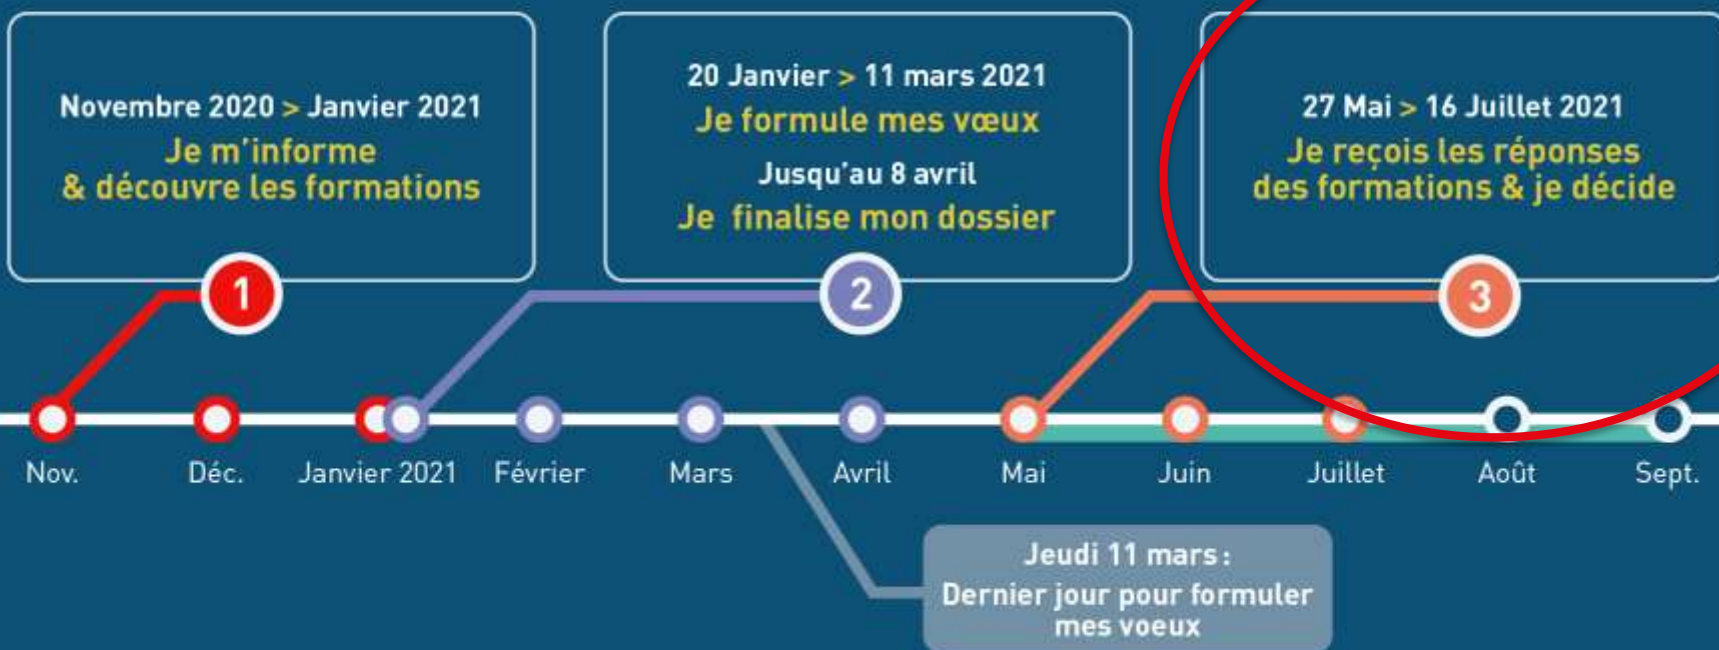 Novembre 2020 > Janvier 2021
Je m'informe
& découvre les formations
1
20 Janvier > 11 mars 2021
Je formule mes vœux
Jusqu'au 8 avril
Je finalise mon dossier
2
27 Mai > 16 Juillet 2021
Je reçois les réponses
des formations & je décide
3
Nov.
Déc.
Janvier 2021
Février
Mars
Avril
Mai
Juin
Juillet
Août
Sept.
Jeudi 11 mars :
Dernier jour pour formuler
mes voeux